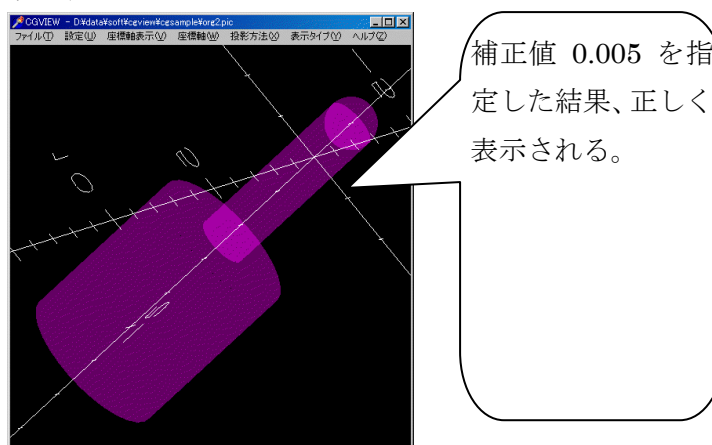 CGVIEW - D:¥data¥soft¥cgview¥cgsample¥org2.pic
ファイル(T) 設定(U) 座標軸表示(V) 座標軸(W) 投影方法(X) 表示タイプ(Y) ヘルプ(Z)
補正値 0.005 を指
定した結果、正しく
表示される。